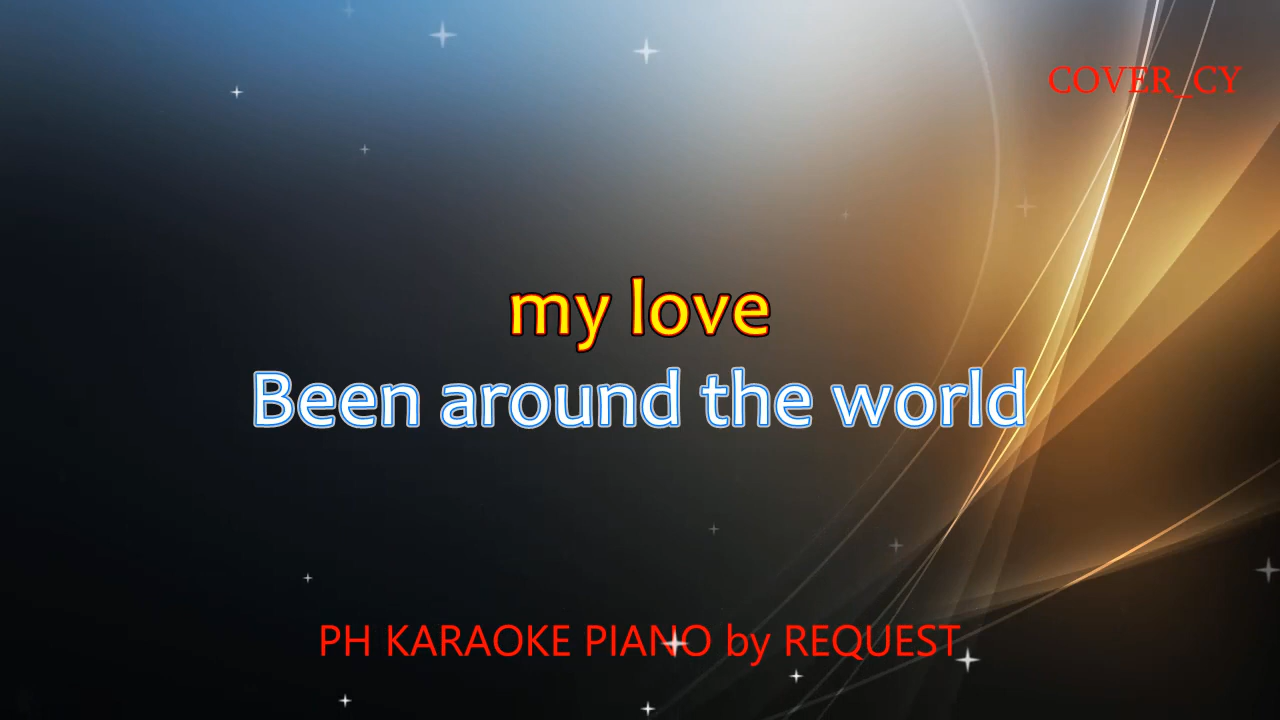 COVER_CY
my love
Been around the world
PH KARAOKE PIANO by REQUEST